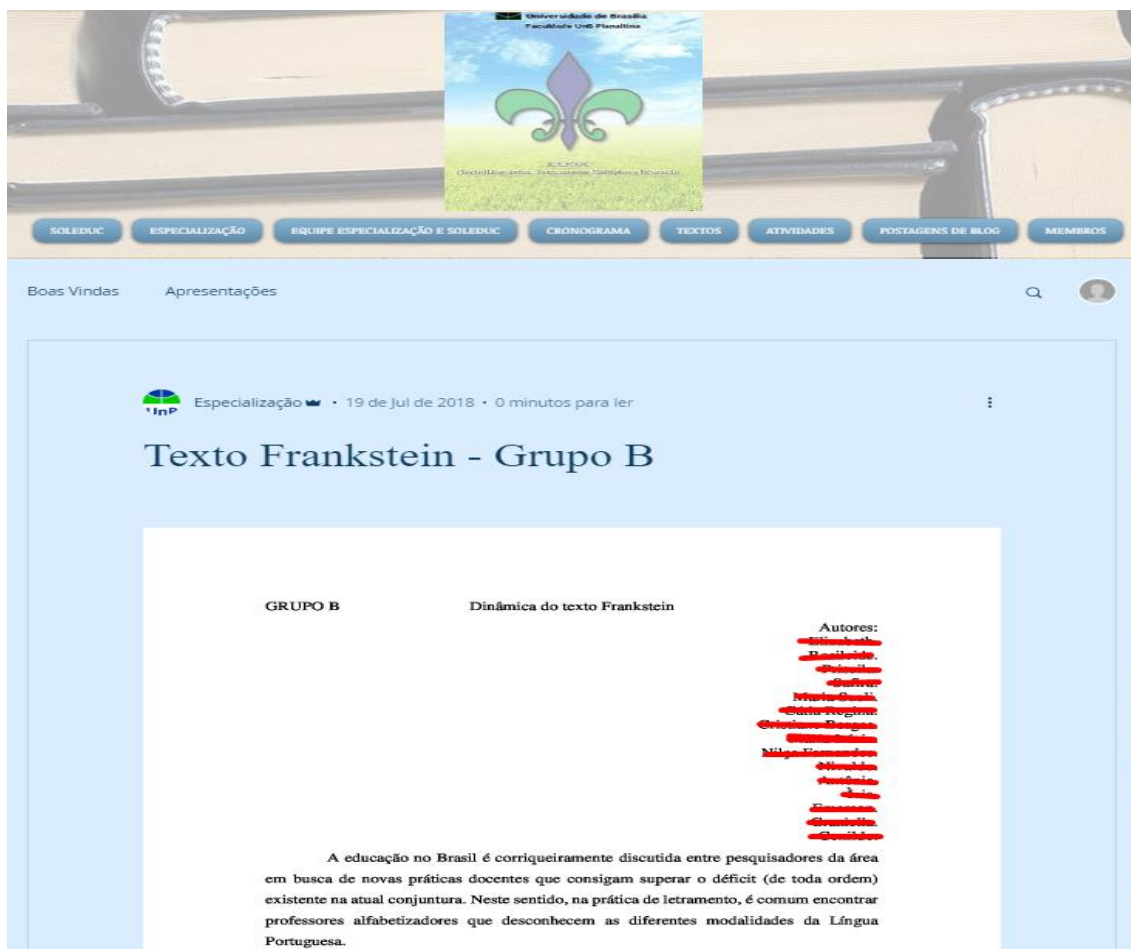 Universidade de Brasília
Faculdade UnB Planaltina
SOLEDUC
SOLEDUC
ESPECIALIZAÇÃO
EQUIPE ESPECIALIZAÇÃO E SOLEDUC
CRONOGRAMA
TEXTOS
ATIVIDADES
POSTAGENS DE BLOG
MEMBROS
Boas Vindas
Apresentações
Especialização • 19 de Jul de 2018 • 0 minutos para ler
Texto Frankstein - Grupo B
GRUPO B
Dinâmica do texto Frankstein
Autores:
A educação no Brasil é corriqueiramente discutida entre pesquisadores da área
em busca de novas práticas docentes que consigam superar o déficit (de toda ordem)
existente na atual conjuntura. Neste sentido, na prática de letramento, é comum encontrar
professores alfabetizadores que desconhecem as diferentes modalidades da Língua
Portuguesa.